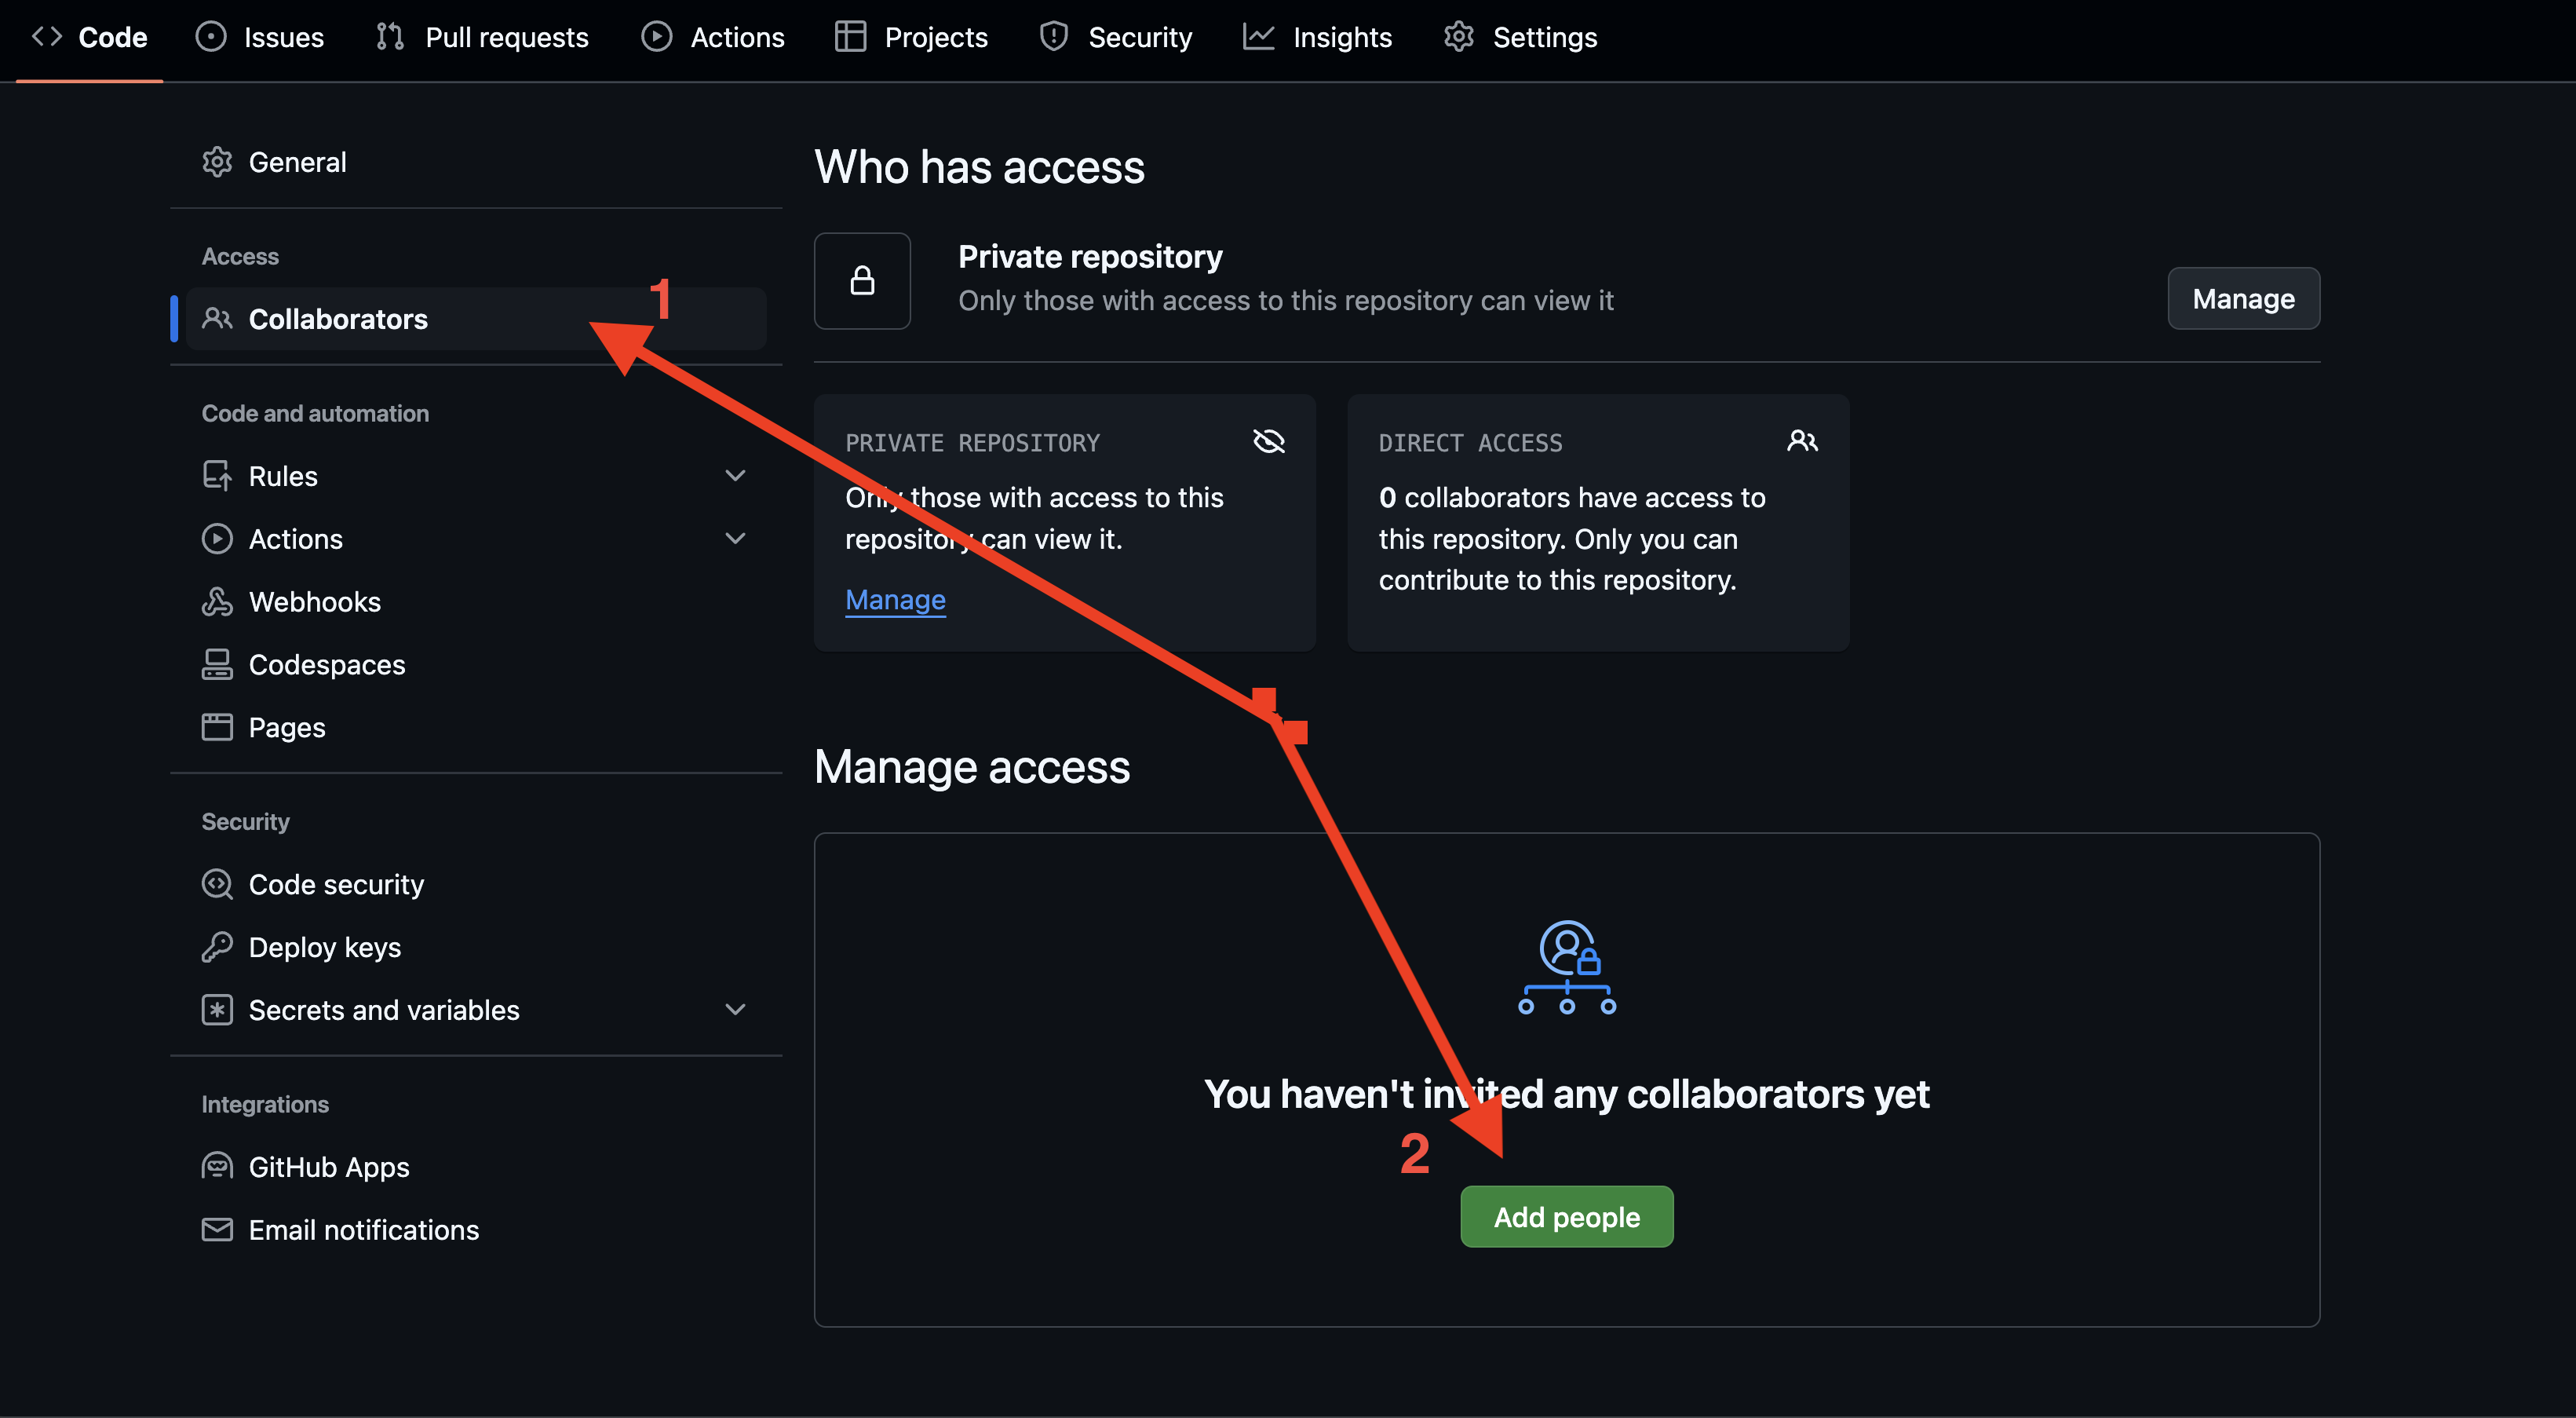 Code Issues Pull requests Actions Projects Security Insights Settings
General
Access
Collaborators
1
Code and automation
Rules
Actions
Webhooks
Codespaces
Pages
Security
Code security
Deploy keys
Secrets and variables
Integrations
GitHub Apps
Email notifications
Who has access
Private repository
Only those with access to this repository can view it
Manage
PRIVATE REPOSITORY
Only those with access to this
repository can view it.
Manage
DIRECT ACCESS
0 collaborators have access to
this repository. Only you can
contribute to this repository.
Manage access
You haven't invited any collaborators yet
2
Add people